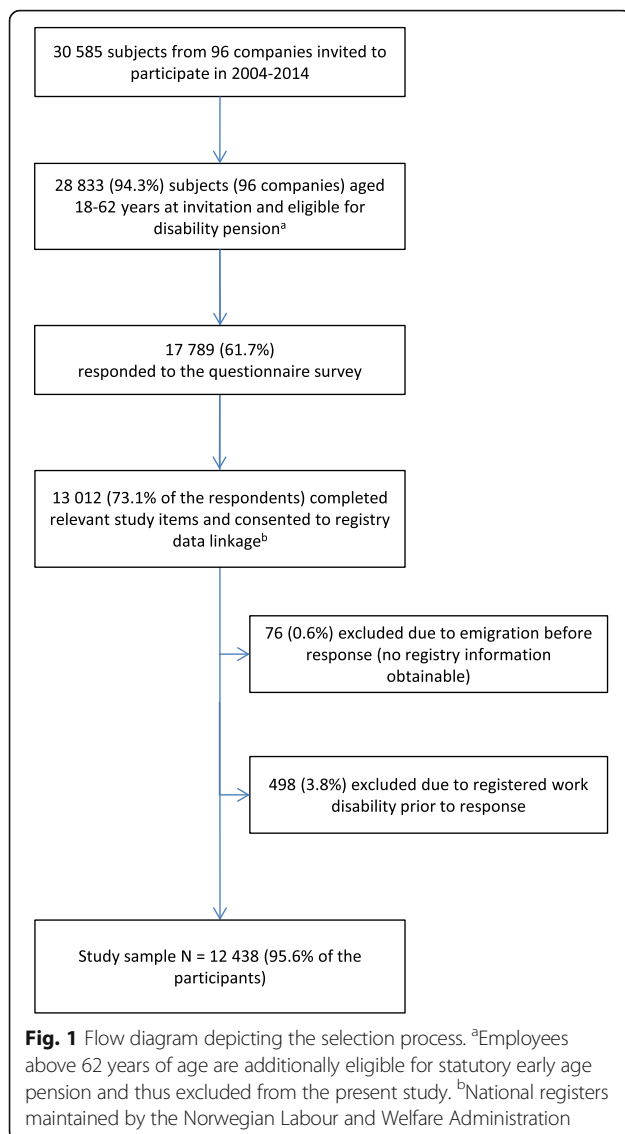 30 585 subjects from 96 companies invited to
participate in 2004-2014
28 833 (94.3%) subjects (96 companies) aged
18-62 years at invitation and eligible for
disability pensionᵃ
17 789 (61.7%)
responded to the questionnaire survey
13 012 (73.1% of the respondents) completed
relevant study items and consented to registry
data linkageᵇ
76 (0.6%) excluded due to emigration before
response (no registry information
obtainable)
498 (3.8%) excluded due to registered work
disability prior to response
Study sample N = 12 438 (95.6% of the
participants)
Fig. 1 Flow diagram depicting the selection process. ᵃEmployees
above 62 years of age are additionally eligible for statutory early age
pension and thus excluded from the present study. ᵇNational registers
maintained by the Norwegian Labour and Welfare Administration